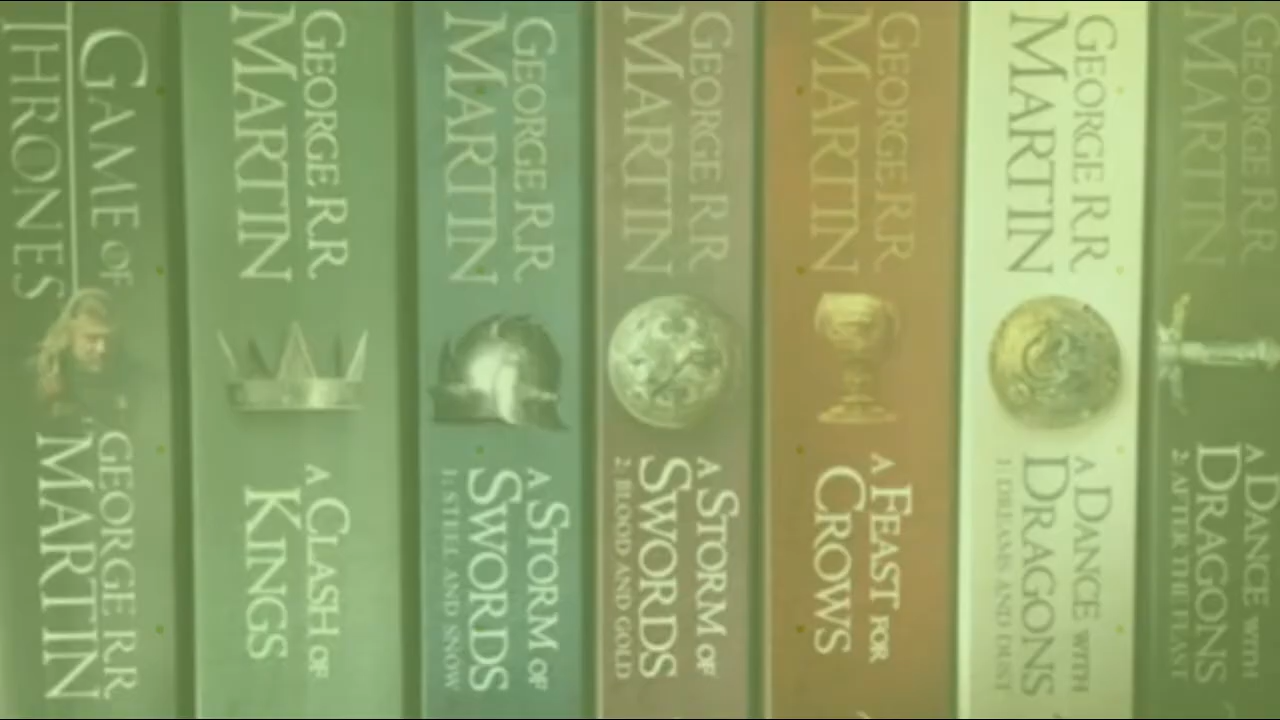 GAME OF
THRONES
GEORGE R.R.
MARTIN
GEORGE R.R.
MARTIN
A CLASH OF
KINGS
GEORGE R.R.
MARTIN
A STORM OF
SWORDS
1: STEEL AND SNOW
GEORGE R.R.
MARTIN
A STORM OF
SWORDS
2: BLOOD AND GOLD
GEORGE R.R.
MARTIN
A FEAST FOR
CROWS
GEORGE R.R.
MARTIN
A DANCE WITH
DRAGONS
1: DREAMS AND DUST
GEORGE R.R.
MARTIN
A DANCE WITH
DRAGONS
2: AFTER THE FEAST